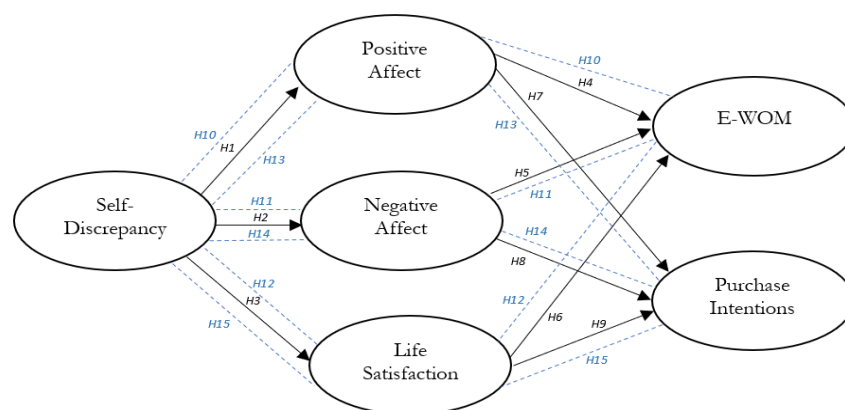 Positive
Affect
H10
H4
H7
E-WOM
H10
H1
H13
H13
H5
H11
Self-
Discrepancy
H11
H2
H14
Negative
Affect
H14
H8
H12
H3
H15
H12
H6
H9
H15
Purchase
Intentions
Life
Satisfaction